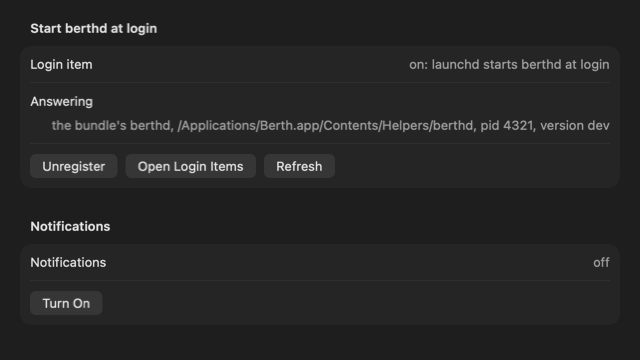 Start berthd at login
Login item on: launchd starts berthd at login
Answering
the bundle's berthd, /Applications/Berth.app/Contents/Helpers/berthd, pid 4321, version dev
Unregister Open Login Items Refresh
Notifications
Notifications off
Turn On